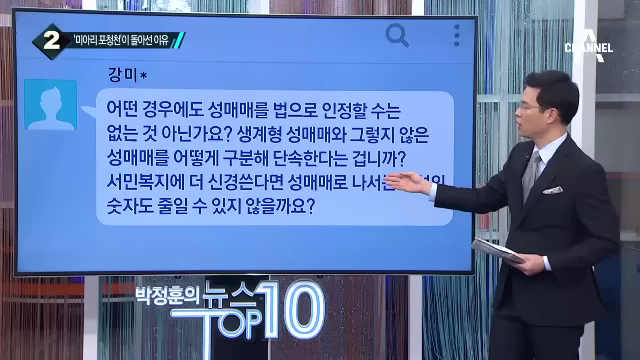 2 '미아리 포청천'이 돌아선 이유
CHANNEL A
강미*
어떤 경우에도 성매매를 법으로 인정할 수는
없는 것 아닌가요? 생계형 성매매와 그렇지 않은
성매매를 어떻게 구분해 단속한다는 겁니까?
서민복지에 더 신경쓴다면 성매매로 나서는
숫자도 줄일 수 있지 않을까요?
박정훈의 뉴스
TOP10